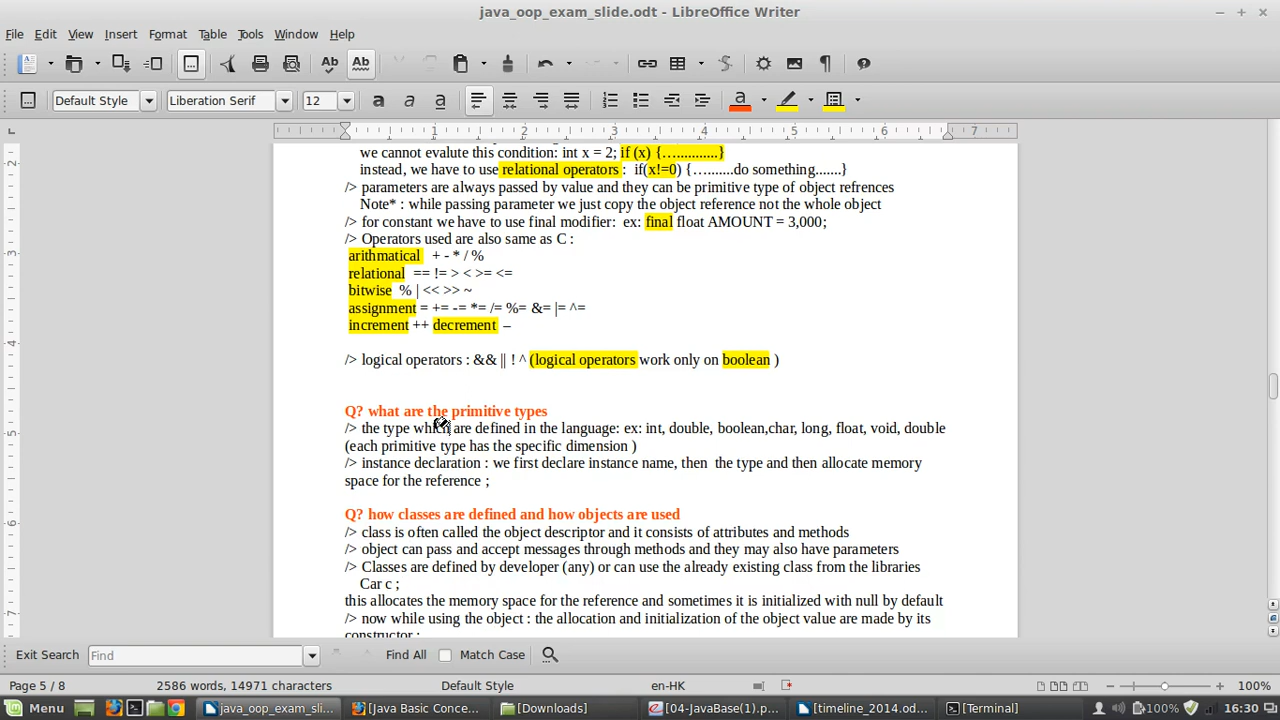 java_oop_exam_slide.odt - LibreOffice Writer
File Edit View Insert Format Table Tools Window Help
Default Style Liberation Serif 12
1 2 3 4 5 6 7
we cannot evalute this condition: int x = 2; if (x) {…...........}
instead, we have to use relational operators : if(x!=0) {…......do something.......}
/> parameters are always passed by value and they can be primitive type of object refrences
Note* : while passing parameter we just copy the object reference not the whole object
/> for constant we have to use final modifier: ex: final float AMOUNT = 3,000;
/> Operators used are also same as C :
arithmatical + - * / %
relational == != > < >= <=
bitwise % | << >> ~
assignment = += -= *= /= %= &= |= ^=
increment ++ decrement –
/> logical operators : && || ! ^ (logical operators work only on boolean )
Q? what are the primitive types
/> the type which are defined in the language: ex: int, double, boolean,char, long, float, void, double
(each primitive type has the specific dimension )
/> instance declaration : we first declare instance name, then the type and then allocate memory
space for the reference ;
Q? how classes are defined and how objects are used
/> class is often called the object descriptor and it consists of attributes and methods
/> object can pass and accept messages through methods and they may also have parameters
/> Classes are defined by developer (any) or can use the already existing class from the libraries
Car c ;
this allocates the memory space for the reference and sometimes it is initialized with null by default
/> now while using the object : the allocation and initialization of the object value are made by its
constructor ;
2
3
4
5
6
7
Exit Search Find Find All Match Case
Page 5 / 8 2586 words, 14971 characters Default Style en-HK 100%
Menu java_oop_exam_sli... [Java Basic Conce... [Downloads] [04-JavaBase(1).p... [timeline_2014.od... [Terminal] 100% 16:30